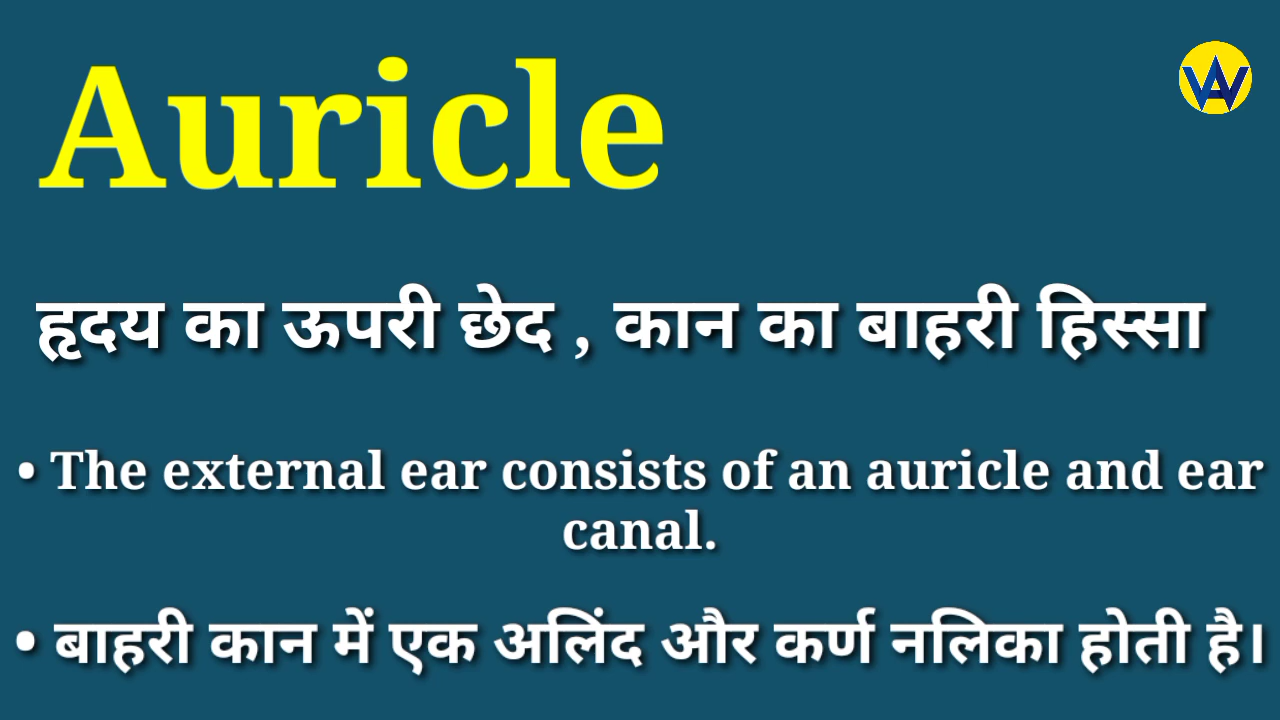 Auricle
हृदय का ऊपरी छेद , कान का बाहरी हिस्सा
• The external ear consists of an auricle and ear
canal.
• बाहरी कान में एक अलिंद और कर्ण नलिका होती है।